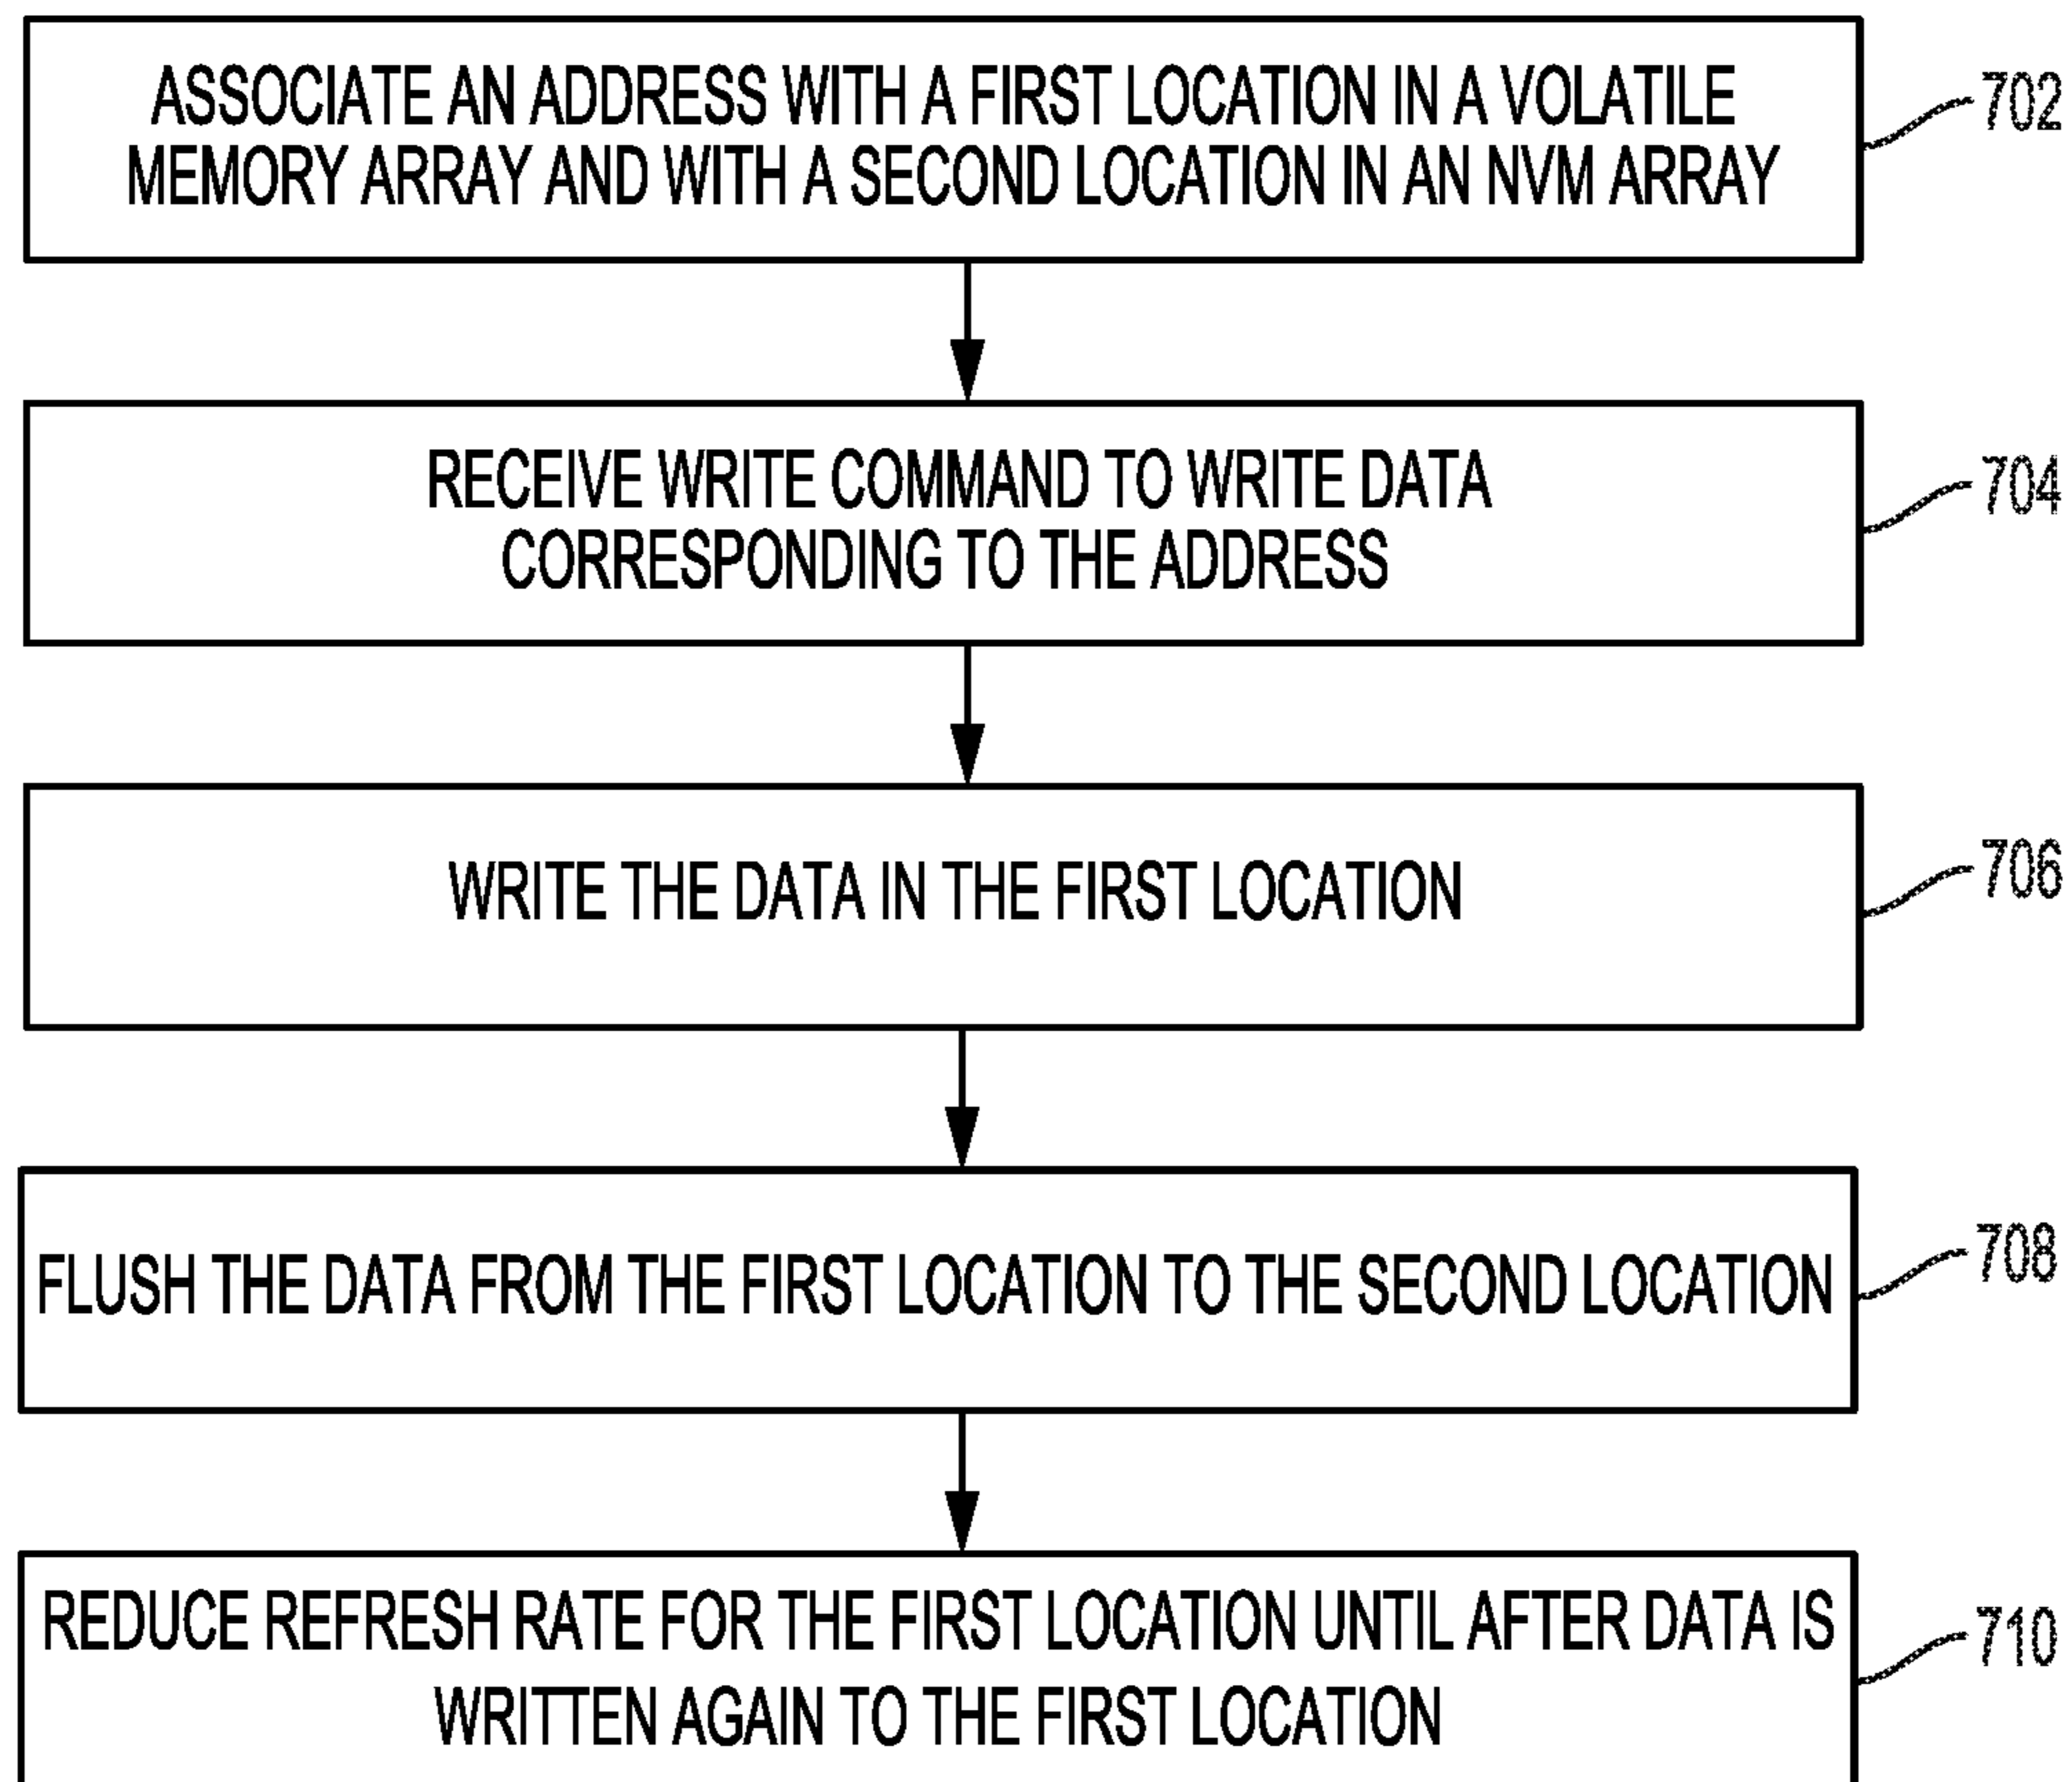 ASSOCIATE AN ADDRESS WITH A FIRST LOCATION IN A VOLATILE
MEMORY ARRAY AND WITH A SECOND LOCATION IN AN NVM ARRAY
702
RECEIVE WRITE COMMAND TO WRITE DATA
CORRESPONDING TO THE ADDRESS
704
WRITE THE DATA IN THE FIRST LOCATION
706
FLUSH THE DATA FROM THE FIRST LOCATION TO THE SECOND LOCATION
708
REDUCE REFRESH RATE FOR THE FIRST LOCATION UNTIL AFTER DATA IS
WRITTEN AGAIN TO THE FIRST LOCATION
710